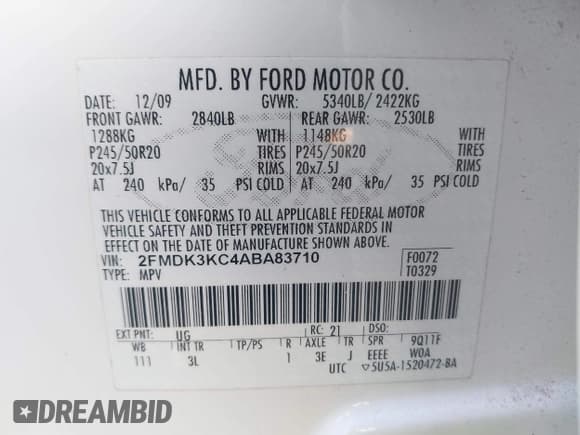 MFD. BY FORD MOTOR CO.
DATE: 12/09 GVWR: 5340LB/ 2422KG
FRONT GAWR: 2840LB REAR GAWR: 2530LB
1288KG WITH 1148KG WITH
P245/50R20 TIRES P245/50R20 TIRES
20x7.5J RIMS 20x7.5J RIMS
AT 240 kPa/ 35 PSI COLD AT 240 kPa/ 35 PSI COLD
THIS VEHICLE CONFORMS TO ALL APPLICABLE FEDERAL MOTOR
VEHICLE SAFETY AND THEFT PREVENTION STANDARDS IN
EFFECT ON THE DATE OF MANUFACTURE SHOWN ABOVE.
VIN: 2FMDK3KC4ABA83710 F0072
TYPE: MPV T0329
EXT PNT: UG RC: 21 DSO:
WB INT TR TP/PS R AXLE TR SPR 9Q11F
111 3L 1 3E J EEEE WOA
UTC 5U5A-1520472-BA
DREAMBID